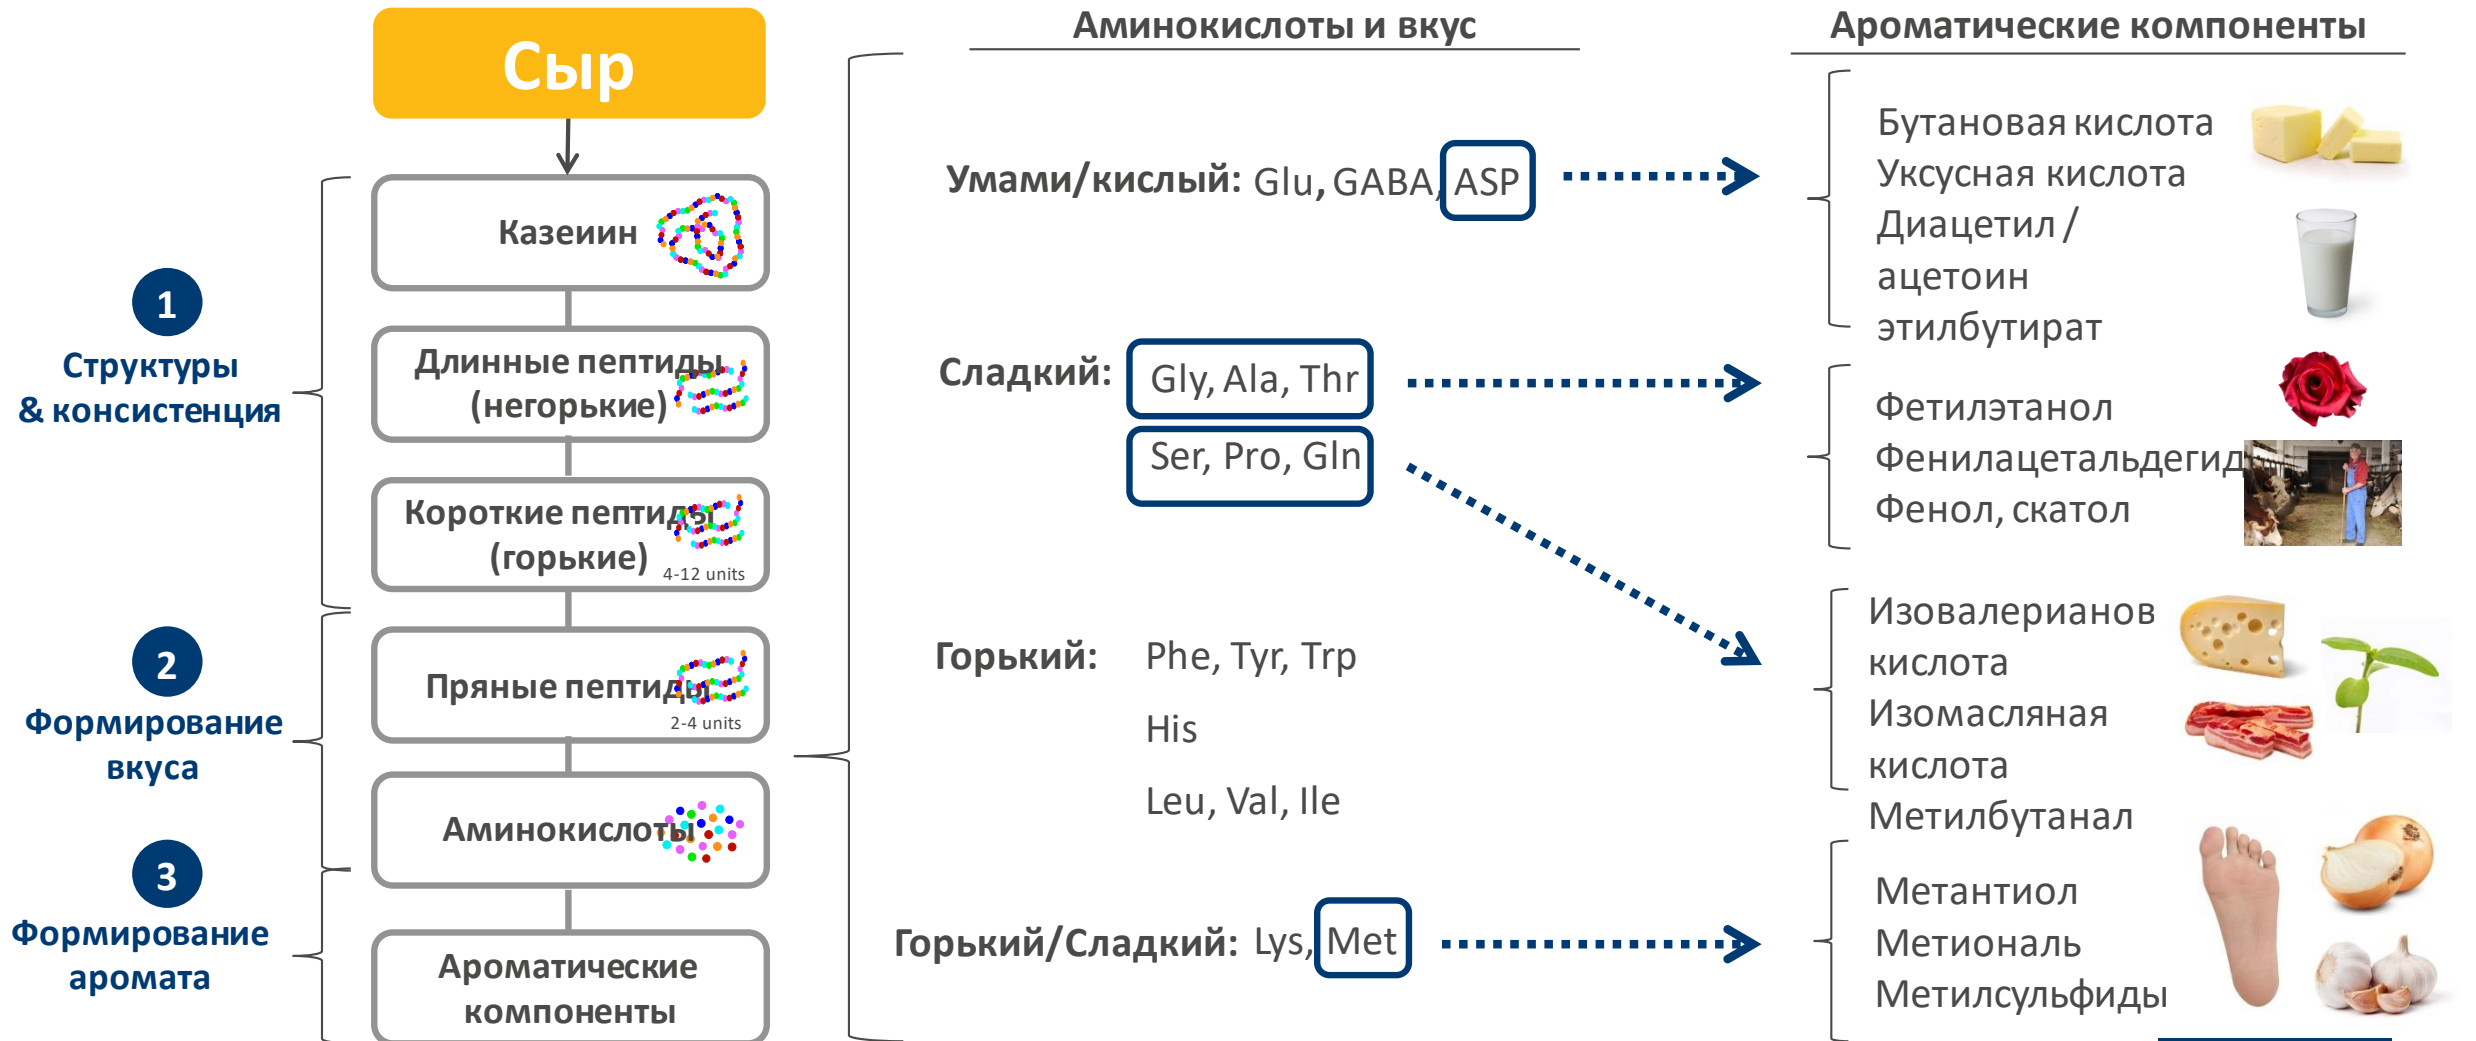 Сыр
Казеиин
Длинные пептиды
(негорькие)
Короткие пептиды
(горькие)
4-12 units
Пряные пептиды
2-4 units
Аминокислоты
Ароматические
компоненты
1
Структуры
& консистенция
2
Формирование
вкуса
3
Формирование
аромата
Аминокислоты и вкус
Умами/кислый: Glu, GABA, ASP
Сладкий: Gly, Ala, Thr
Ser, Pro, Gln
Горький: Phe, Tyr, Trp
His
Leu, Val, Ile
Горький/Сладкий: Lys, Met
Ароматические компоненты
Бутановая кислота
Уксусная кислота
Диацетил /
ацетоин
этилбутират
Фетилэтанол
Фенилацетальдегид
Фенол, скатол
Изовалерианов
кислота
Изомасляная
кислота
Метилбутанал
Метантиол
Метиональ
Метилсульфиды